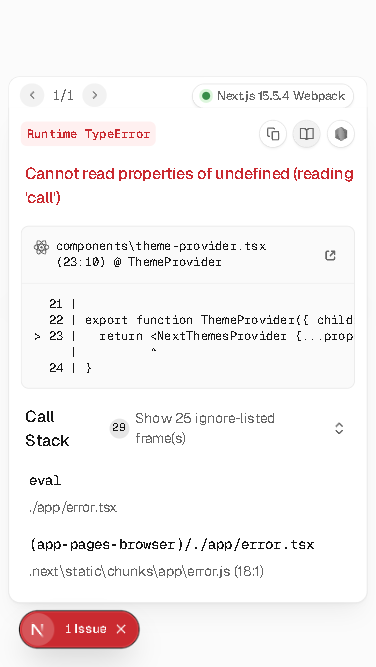 1/1
Next.js 15.5.4 Webpack
Runtime TypeError
Cannot read properties of undefined (reading
'call')
components\theme-provider.tsx
(23:10) @ ThemeProvider
21 |
22 | export function ThemeProvider({ child
> 23 |   return <NextThemesProvider {...prop
|          ^
24 | }
Call
Stack
29
Show 25 ignore-listed
frame(s)
eval
./app/error.tsx
(app-pages-browser)/./app/error.tsx
.next\static\chunks\app\error.js (18:1)
N
1 Issue